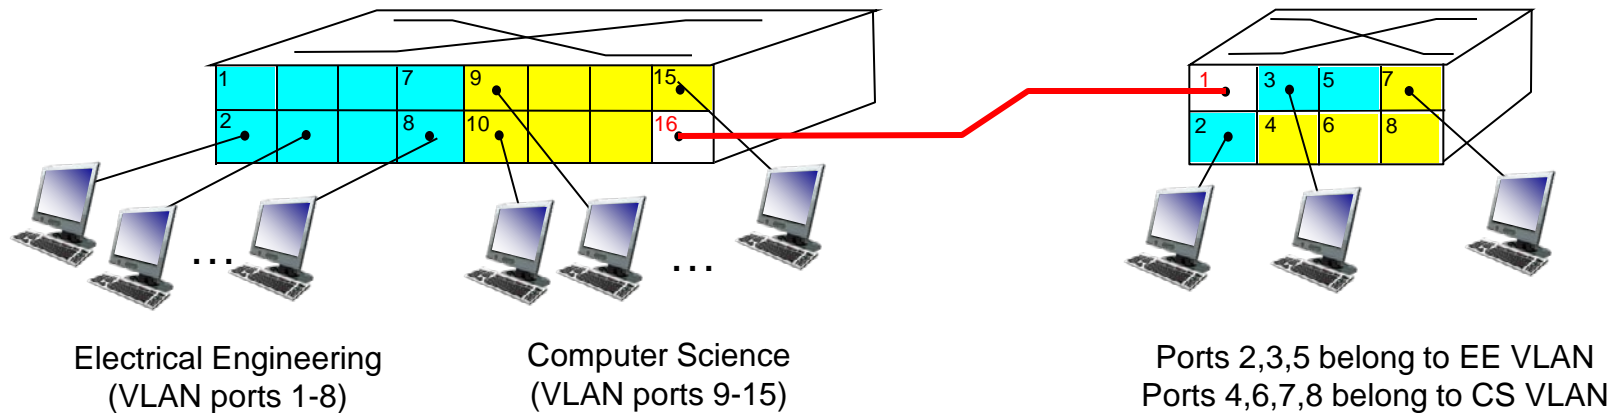 1 7 9 15
2 8 10 16
1 3 5 7
2 4 6 8
... ...
Electrical Engineering
(VLAN ports 1-8)
Computer Science
(VLAN ports 9-15)
Ports 2,3,5 belong to EE VLAN
Ports 4,6,7,8 belong to CS VLAN